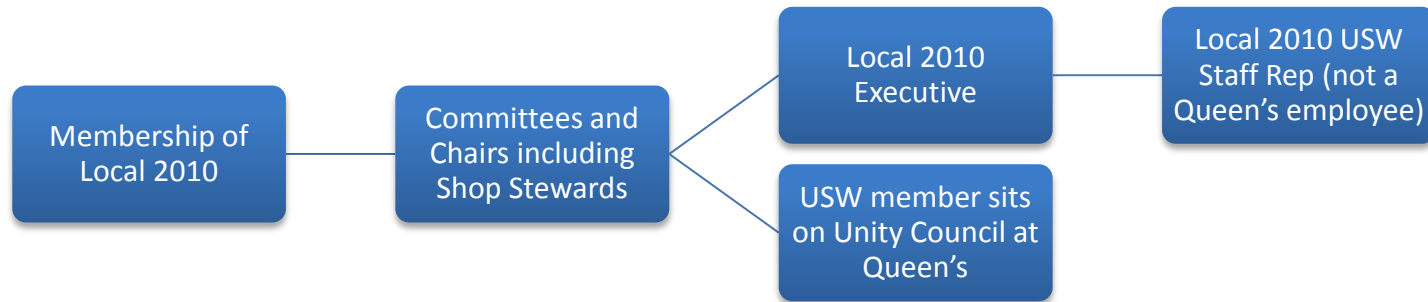 Membership of
Local 2010
Committees and
Chairs including
Shop Stewards
Local 2010
Executive
Local 2010 USW
Staff Rep (not a
Queen’s employee)
USW member sits
on Unity Council at
Queen’s